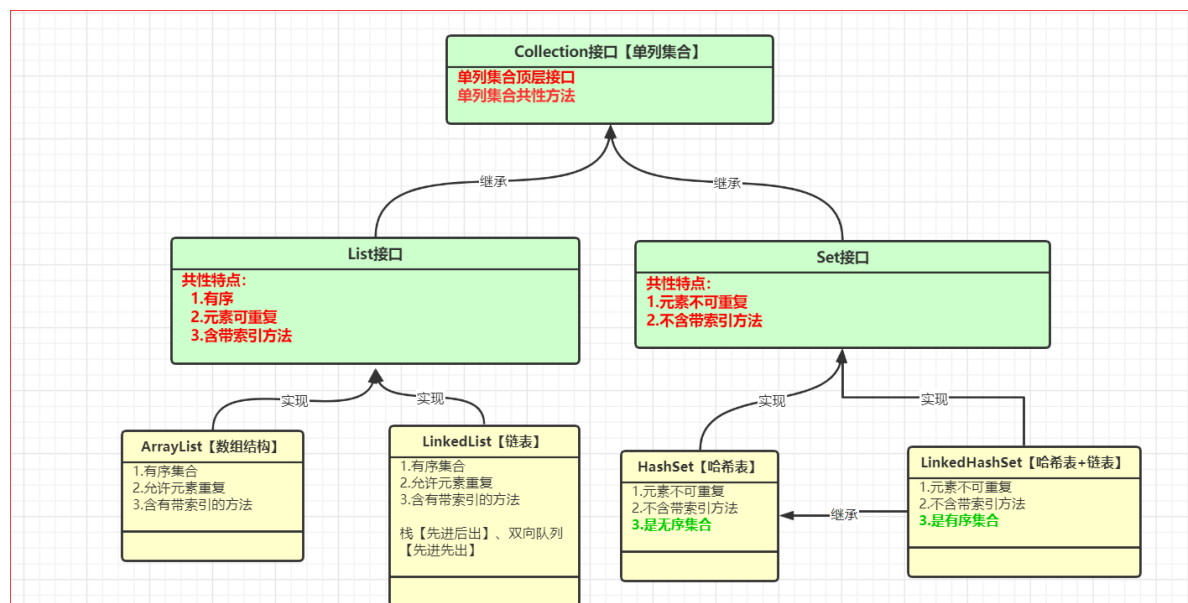 Collection接口【单列集合】
单列集合顶层接口
单列集合共性方法
继承
继承
List接口
共性特点：
1.有序
2.元素可重复
3.含带索引方法
Set接口
共性特点：
1.元素不可重复
2.不含带索引方法
实现
实现
实现
实现
ArrayList【数组结构】
1.有序集合
2.允许元素重复
3.含有带索引的方法
LinkedList【链表】
1.有序集合
2.允许元素重复
3.含有带索引的方法
栈【先进后出】、双向队列
【先进先出】
HashSet【哈希表】
1.元素不可重复
2.不含带索引方法
3.是无序集合
继承
LinkedHashSet【哈希表+链表】
1.元素不可重复
2.不含带索引方法
3.是有序集合